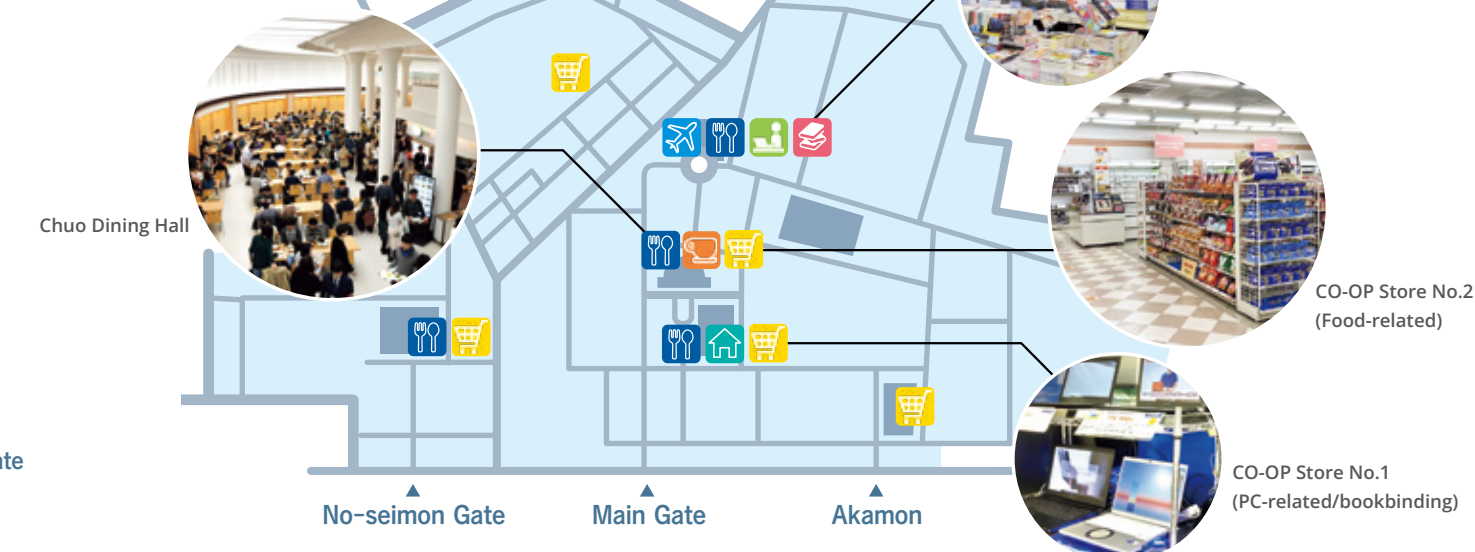 Chuo Dining Hall
CO-OP Store No.2
(Food-related)
CO-OP Store No.1
(PC-related/bookbinding)
ate
No-seimon Gate
Main Gate
Akamon